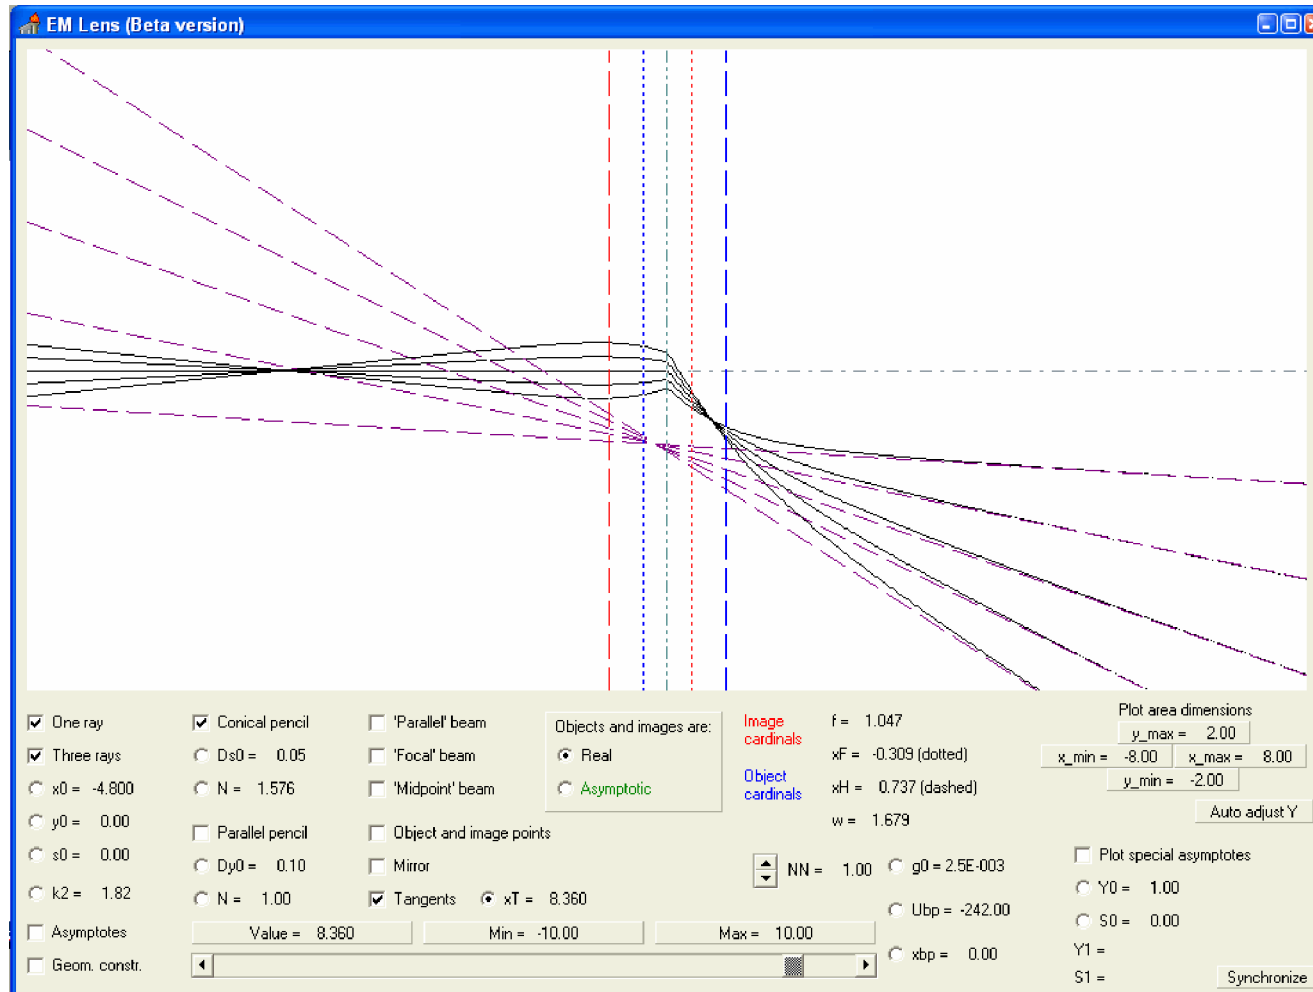 EM Lens (Beta version)
One ray
Three rays
x0 = -4.800
y0 = 0.00
s0 = 0.00
k2 = 1.82
Asymptotes
Geom. constr.
Conical pencil
Ds0 = 0.05
N = 1.576
Parallel pencil
Dy0 = 0.10
N = 1.00
'Parallel' beam
'Focal' beam
'Midpoint' beam
Object and image points
Mirror
Tangents xT = 8.360
Value = 8.360 Min = -10.00 Max = 10.00
Objects and images are:
Real
Asymptotic
Image
cardinals
Object
cardinals
f = 1.047
xF = -0.309 (dotted)
xH = 0.737 (dashed)
w = 1.679
NN = 1.00
g0 = 2.5E-003
Ubp = -242.00
xbp = 0.00
Plot area dimensions
y_max = 2.00
x_min = -8.00 x_max = 8.00
y_min = -2.00
Auto adjust Y
Plot special asymptotes
Y0 = 1.00
S0 = 0.00
Y1 =
S1 =
Synchronize